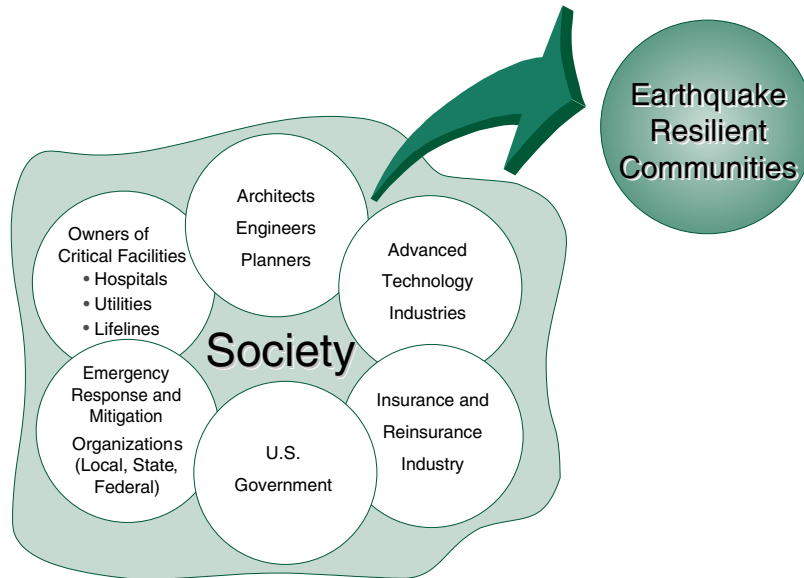 Earthquake
Resilient
Communities
Architects
Engineers
Planners
Owners of
Critical Facilities
• Hospitals
• Utilities
• Lifelines
Advanced
Technology
Industries
Society
Emergency
Response and
Mitigation
Organizations
(Local, State,
Federal)
U.S.
Government
Insurance and
Reinsurance
Industry